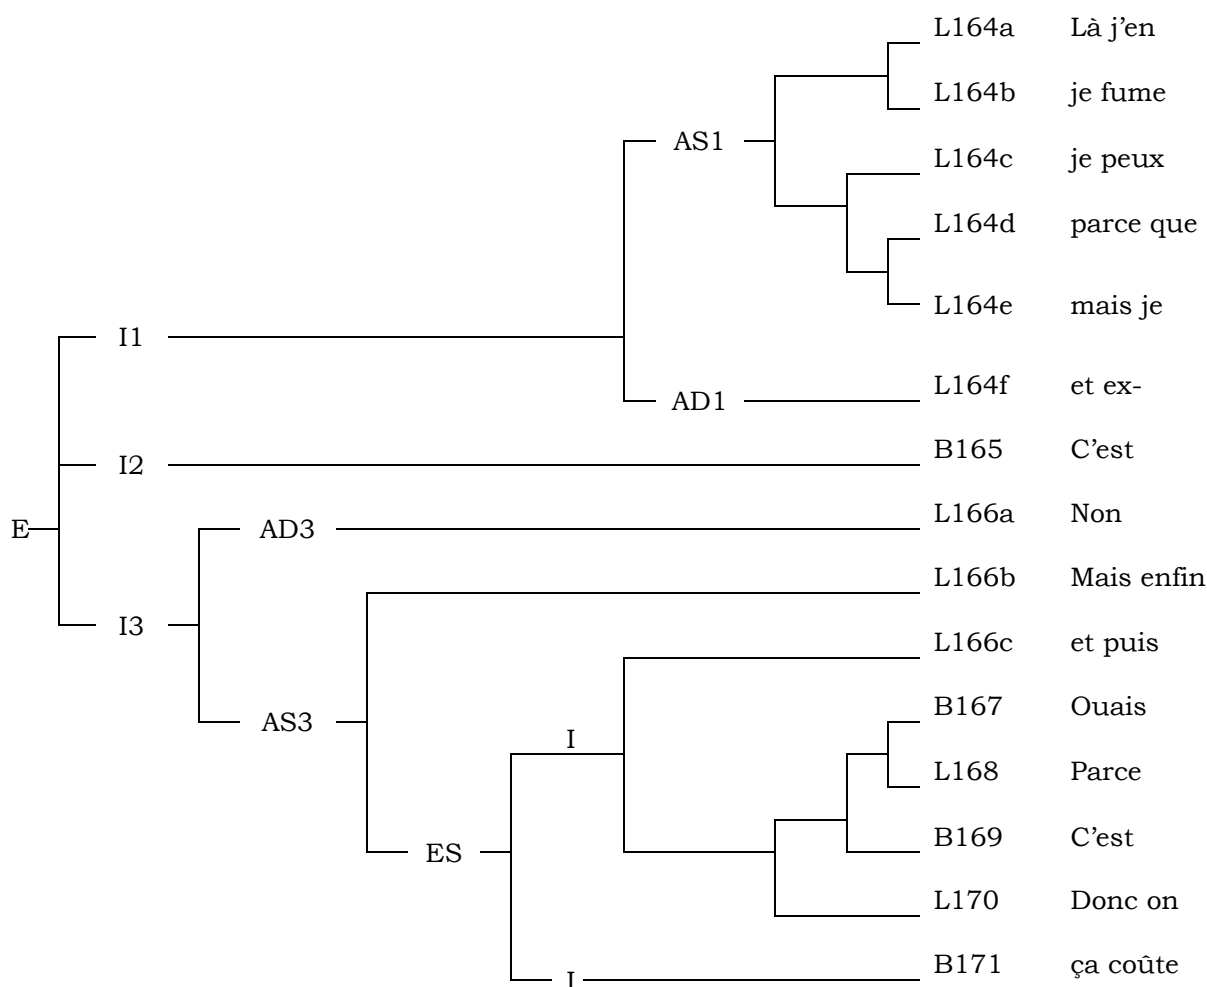 L164a Là j’en
L164b je fume
AS1
L164c je peux
L164d parce que
L164e mais je
I1
L164f et ex-
AD1
B165 C’est
I2
L166a Non
E AD3
L166b Mais enfin
I3
L166c et puis
B167 Ouais
AS3
I
L168 Parce
B169 C’est
ES
L170 Donc on
B171 ça coûte
I